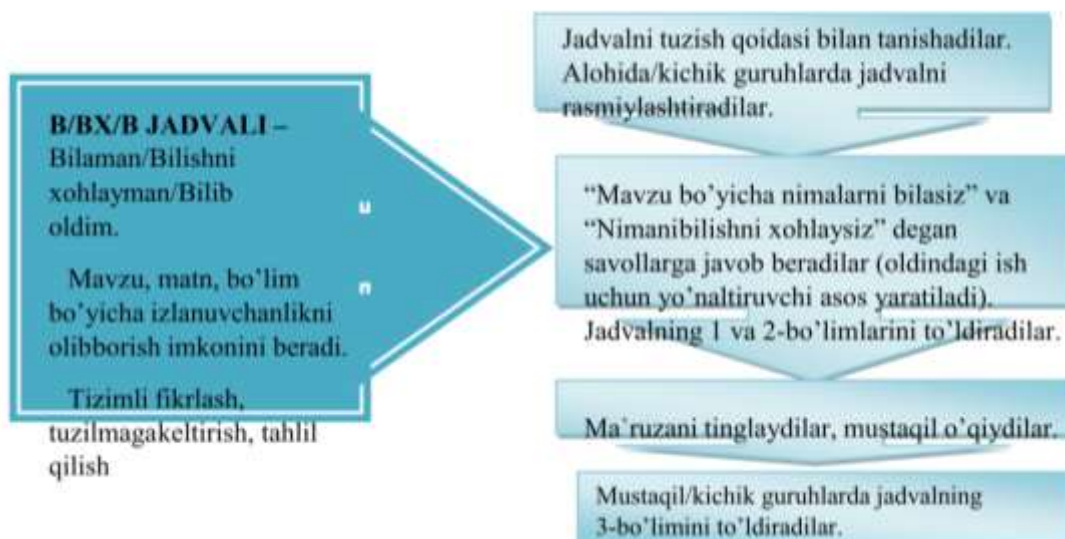 B/BX/B JADVALI –
Bilaman/Bilishni
xohlayman/Bilib
oldim.
Mavzu, matn, bo’lim
bo’yicha izlanuvchanlikni
olibborish imkonini beradi.
Tizimli fikrlash,
tuzilmagakeltirish, tahlil
qilish
u
n
Jadvalni tuzish qoidasi bilan tanishadilar.
Alohida/kichik guruhlarda jadvalni
rasmiylashtiradilar.
“Mavzu bo’yicha nimalarni bilasiz” va
“Nimanibilishni xohlaysiz” degan
savollarga javob beradilar (oldindagi ish
uchun yo’naltiruvchi asos yaratiladi).
Jadvalning 1 va 2-bo’limlarini to’ldiradilar.
Ma`ruzani tinglaydilar, mustaqil o’qiydilar.
Mustaqil/kichik guruhlarda jadvalning
3-bo’limini to’ldiradilar.